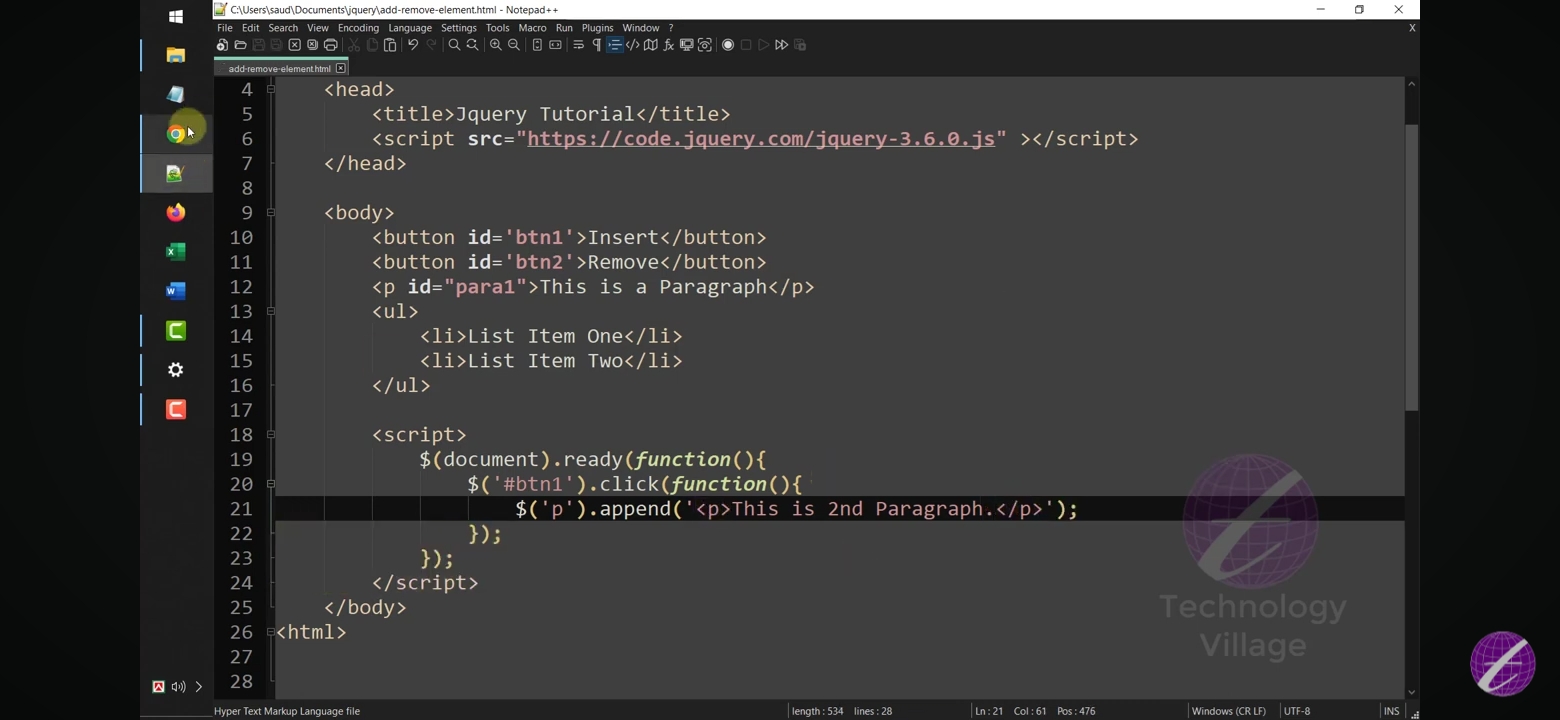 C:\Users\saud\Documents\jquery\add-remove-element.html - Notepad++
File Edit Search View Encoding Language Settings Tools Macro Run Plugins Window ? X
add-remove-element.html
4 <head>
5 <title>Jquery Tutorial</title>
6 <script src="https://code.jquery.com/jquery-3.6.0.js" ></script>
7 </head>
8
9 <body>
10 <button id='btn1'>Insert</button>
11 <button id='btn2'>Remove</button>
12 <p id="para1">This is a Paragraph</p>
13 <ul>
14 <li>List Item One</li>
15 <li>List Item Two</li>
16 </ul>
17
18 <script>
19 $(document).ready(function(){
20 $('#btn1').click(function(){
21 $('p').append('<p>This is 2nd Paragraph.</p>');
22 });
23 });
24 </script>
25 </body>
26 <html>
27
28
Technology
Village
Hyper Text Markup Language file length : 534 lines : 28 Ln : 21 Col : 61 Pos : 476 Windows (CR LF) UTF-8 INS